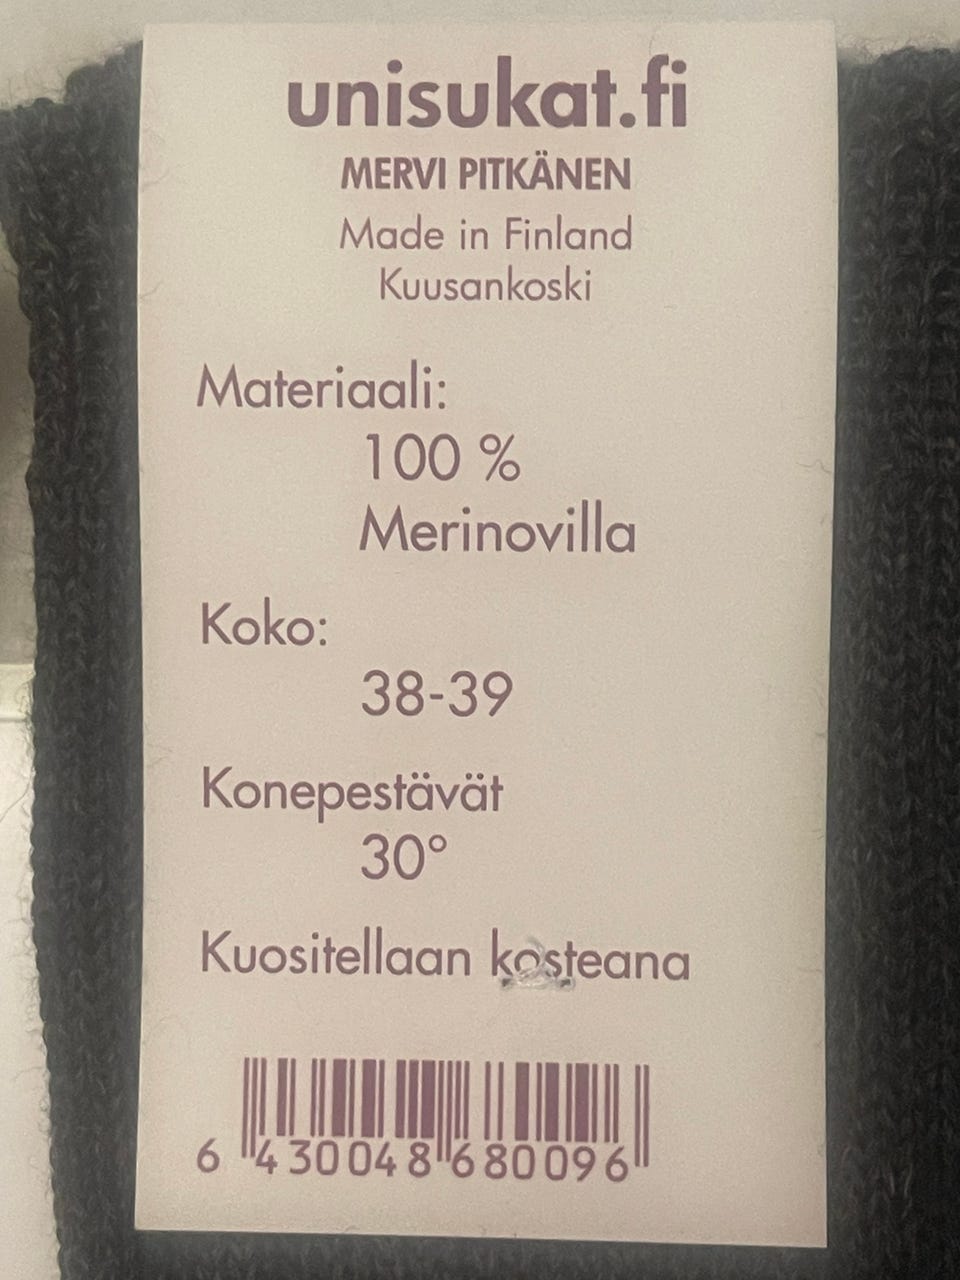 unisukat.fi
MERVI PITKÄNEN
Made in Finland
Kuusankoski
Materiaali:
100 %
Merinovilla
Koko:
38-39
Konepestävät
30°
Kuositellaan kosteana
6 430048 680096